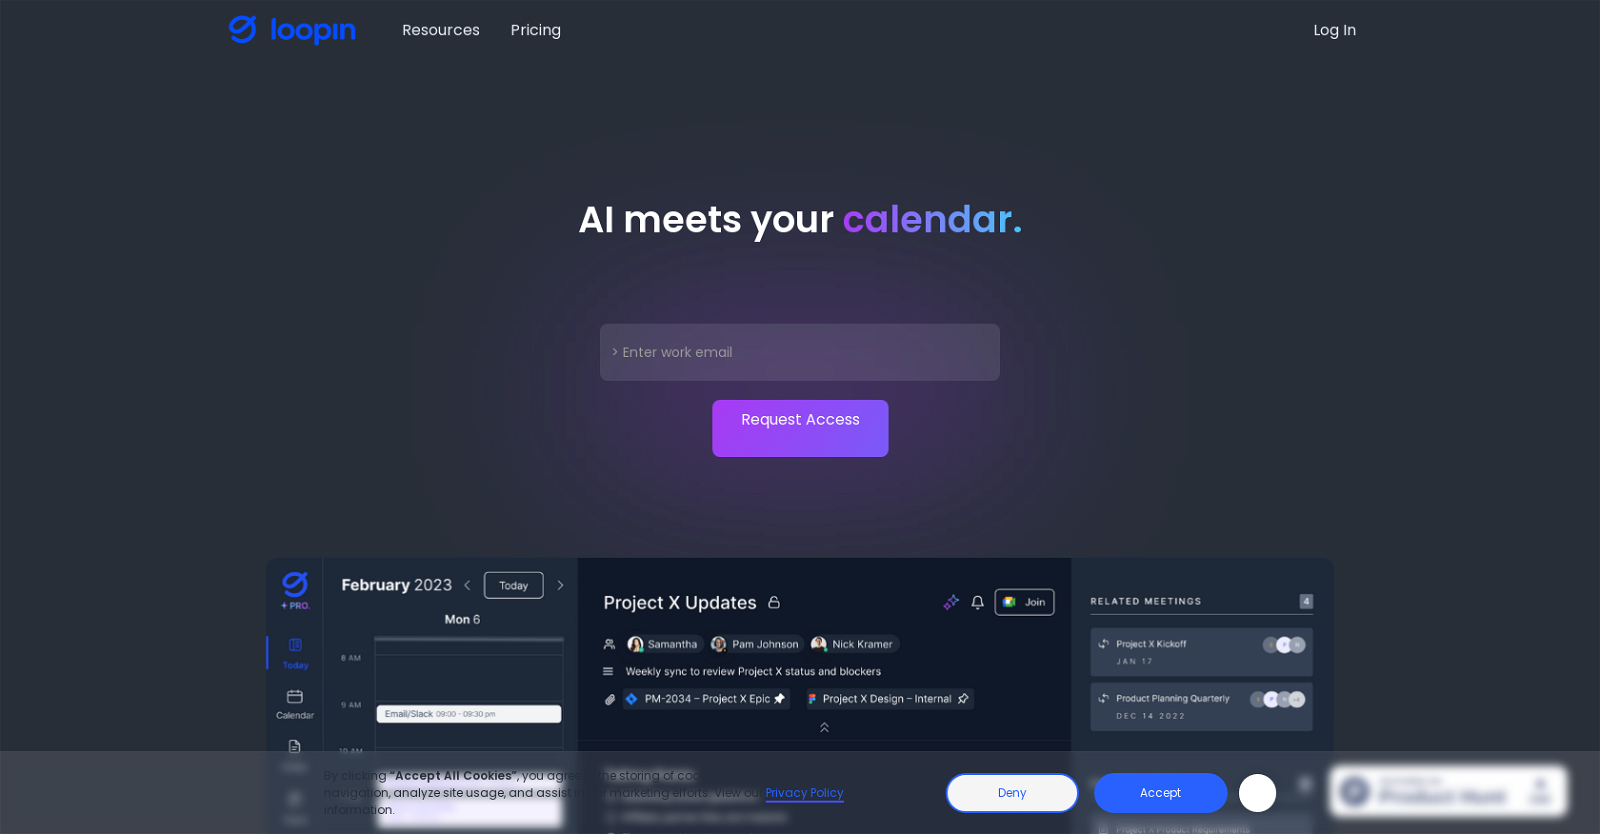 loopin
Resources
Pricing
Log In
AI meets your calendar.
> Enter work email
Request Access
+ PRO.
Today
Calendar
February 2023
Today
Mon 6
8 AM
9 AM
Email/Slack 09:00 - 09:30 pm
10 AM
Project X Updates
Join
Samantha
Pam Johnson
Nick Kramer
Weekly sync to review Project X status and blockers
PM-2034 – Project X Epic
Project X Design – Internal
RELATED MEETINGS
4
Project X Kickoff
JAN 17
Product Planning Quarterly
DEC 14 2022
By clicking “Accept All Cookies”, you agree the storing of
navigation, analyze site usage, and assist marketing efforts. View our Privacy Policy
information.
Deny
Accept
Product Hunt
Project X Product Requirements